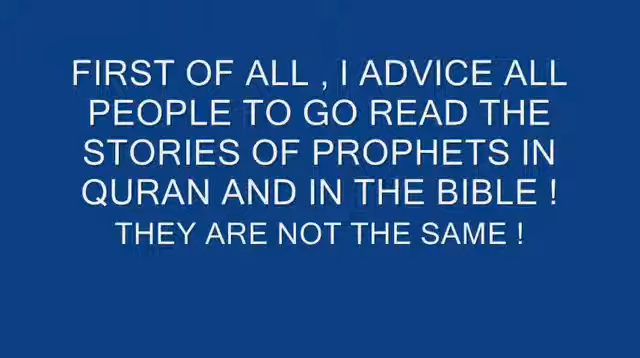 FIRST OF ALL , I ADVICE ALL
PEOPLE TO GO READ THE
STORIES OF PROPHETS IN
QURAN AND IN THE BIBLE !
THEY ARE NOT THE SAME !